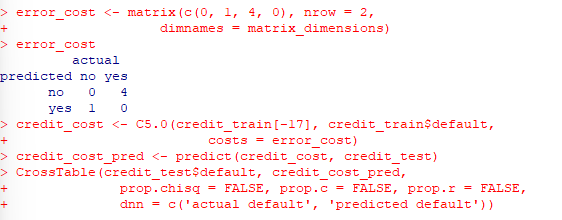 > error_cost <- matrix(c(0, 1, 4, 0), nrow = 2,
+ dimnames = matrix_dimensions)
> error_cost
actual
predicted no yes
no 0 4
yes 1 0
> credit_cost <- C5.0(credit_train[-17], credit_train$default,
+ costs = error_cost)
> credit_cost_pred <- predict(credit_cost, credit_test)
> CrossTable(credit_test$default, credit_cost_pred,
+ prop.chisq = FALSE, prop.c = FALSE, prop.r = FALSE,
+ dnn = c('actual default', 'predicted default'))